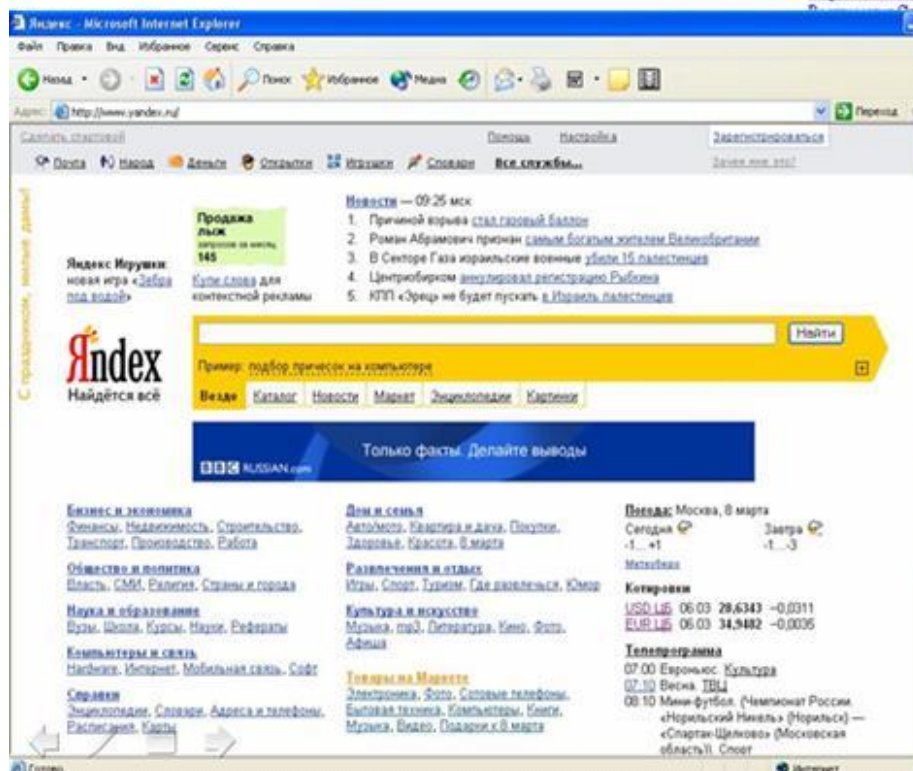 Яндекс - Microsoft Internet Explorer
Файл Правка Вид Избранное Сервис Справка
Назад Поиск Избранное Медиа
Адрес: http://www.yandex.ru/ Переход
Сделать стартовой Помощь Настройка Зарегистрироваться
Почта Народ Деньги Открытки Игрушки Словари Все службы... Зачем мне это?
С праздником, милые дамы!
Яндекс Игрушки:
новая игра «Зебра
под водой»
Продажа
лыж
запросов за месяц
145
Купи слова для
контекстной рекламы
Новости — 09:25 мск
1. Причиной взрыва стал газовый баллон
2. Роман Абрамович признан самым богатым жителем Великобритании
3. В Секторе Газа израильские военные убили 15 палестинцев
4. Центризбирком аннулировал регистрацию Рыбкина
5. КПП «Эрец» не будет пускать в Израиль палестинцев
Яndex
Найдётся всё
Найти
Пример: подбор причесок на компьютере
Везде Каталог Новости Маркет Энциклопедии Картинки
Только факты. Делайте выводы
BBC RUSSIAN.com
Бизнес и экономика
Финансы, Недвижимость, Строительство,
Транспорт, Производство, Работа
Общество и политика
Власть, СМИ, Религия, Страны и города
Наука и образование
Вузы, Школа, Курсы, Науки, Рефераты
Компьютеры и связь
Hardware, Интернет, Мобильная связь, Софт
Справки
Энциклопедии, Словари, Адреса и телефоны,
Расписания, Карты
Дом и семья
Авто/мото, Квартира и дача, Покупки,
Здоровье, Красота, 8 марта
Развлечения и отдых
Игры, Спорт, Туризм, Где развлечься, Юмор
Культура и искусство
Музыка, mp3, Литература, Кино, Фото,
Афиша
Товары на Маркете
Электроника, Фото, Сотовые телефоны,
Бытовая техника, Компьютеры, Книги,
Музыка, Видео, Подарки к 8 марта
Погода: Москва, 8 марта
Сегодня Завтра
-1...+1 -1...-3
Котировки
USD ЦБ 06.03 28,6343 −0,0311
EUR ЦБ 06.03 34,9482 −0,0035
Телепрограмма
07:00 Евроньюс. Культура
07:10 Весна. ТВЦ
08:10 Мини-футбол. (Чемпионат России.
«Норильский Никель» (Норильск) —
«Спартак-Щелково» (Московская
область)). Спорт
Готово Интернет